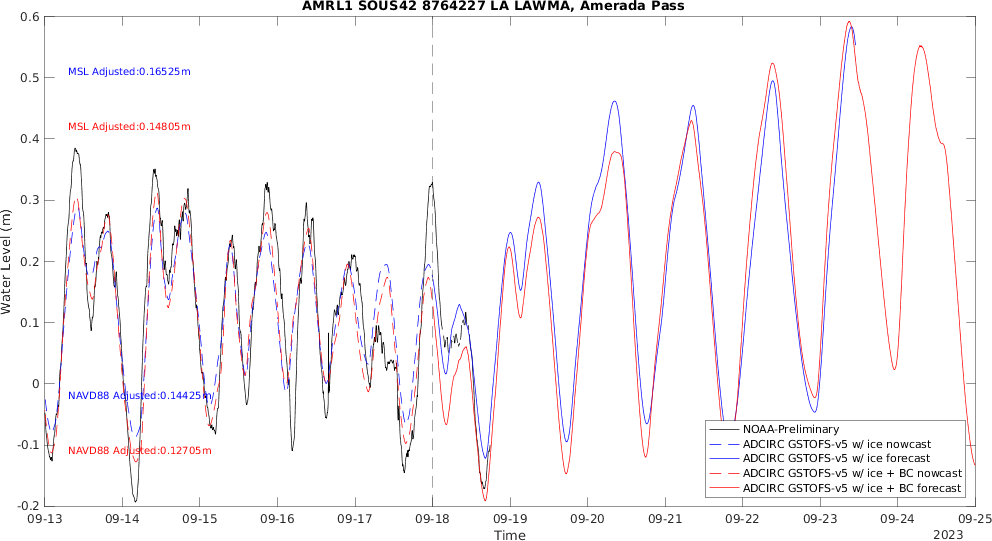 AMRL1 SOUS42 8764227 LA LAWMA, Amerada Pass
0.6
0.5
0.4
0.3
0.2
0.1
0
-0.1
-0.2
Water Level (m)
MSL Adjusted:0.16525m
MSL Adjusted:0.14805m
NAVD88 Adjusted:0.14425m
NAVD88 Adjusted:0.12705m
NOAA-Preliminary
ADCIRC GSTOFS-v5 w/ ice nowcast
ADCIRC GSTOFS-v5 w/ ice forecast
ADCIRC GSTOFS-v5 w/ ice + BC nowcast
ADCIRC GSTOFS-v5 w/ ice + BC forecast
09-13 09-14 09-15 09-16 09-17 09-18 09-19 09-20 09-21 09-22 09-23 09-24 09-25
Time
2023